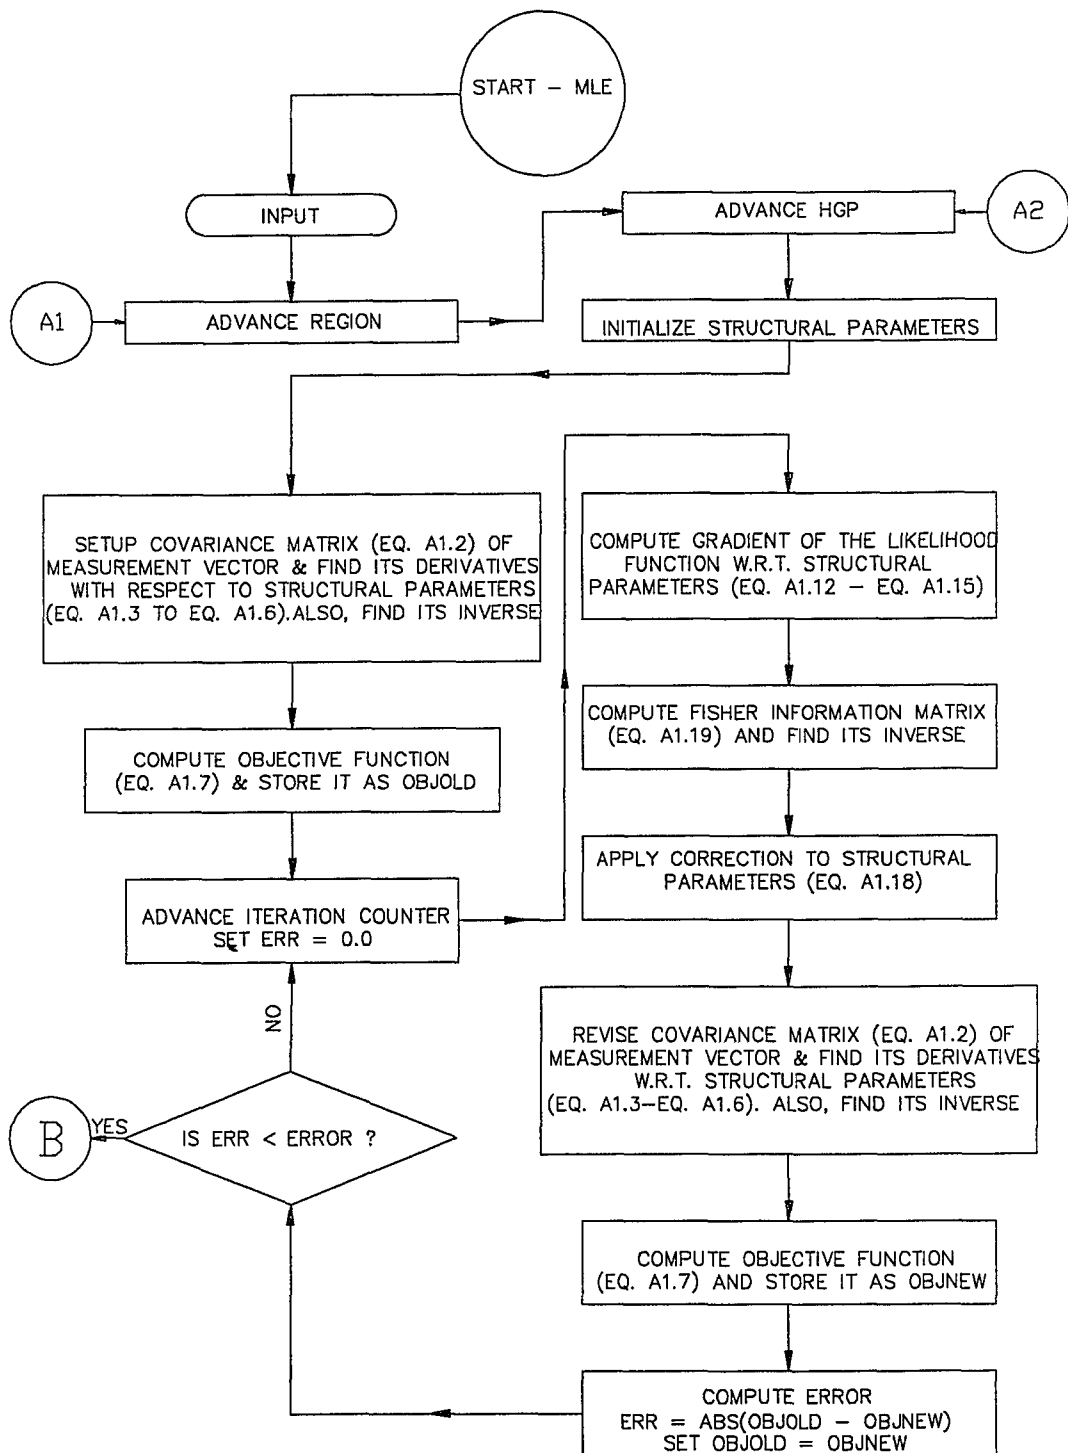 START – MLE
INPUT
ADVANCE HGP
A2
A1
ADVANCE REGION
INITIALIZE STRUCTURAL PARAMETERS
SETUP COVARIANCE MATRIX (EQ. A1.2) OF
MEASUREMENT VECTOR & FIND ITS DERIVATIVES
WITH RESPECT TO STRUCTURAL PARAMETERS
(EQ. A1.3 TO EQ. A1.6).ALSO, FIND ITS INVERSE
COMPUTE OBJECTIVE FUNCTION
(EQ. A1.7) & STORE IT AS OBJOLD
ADVANCE ITERATION COUNTER
SET ERR = 0.0
NO
IS ERR < ERROR ?
YES
B
COMPUTE GRADIENT OF THE LIKELIHOOD
FUNCTION W.R.T. STRUCTURAL
PARAMETERS (EQ. A1.12 – EQ. A1.15)
COMPUTE FISHER INFORMATION MATRIX
(EQ. A1.19) AND FIND ITS INVERSE
APPLY CORRECTION TO STRUCTURAL
PARAMETERS (EQ. A1.18)
REVISE COVARIANCE MATRIX (EQ. A1.2) OF
MEASUREMENT VECTOR & FIND ITS DERIVATIVES
W.R.T. STRUCTURAL PARAMETERS
(EQ. A1.3–EQ. A1.6). ALSO, FIND ITS INVERSE
COMPUTE OBJECTIVE FUNCTION
(EQ. A1.7) AND STORE IT AS OBJNEW
COMPUTE ERROR
ERR = ABS(OBJOLD – OBJNEW)
SET OBJOLD = OBJNEW